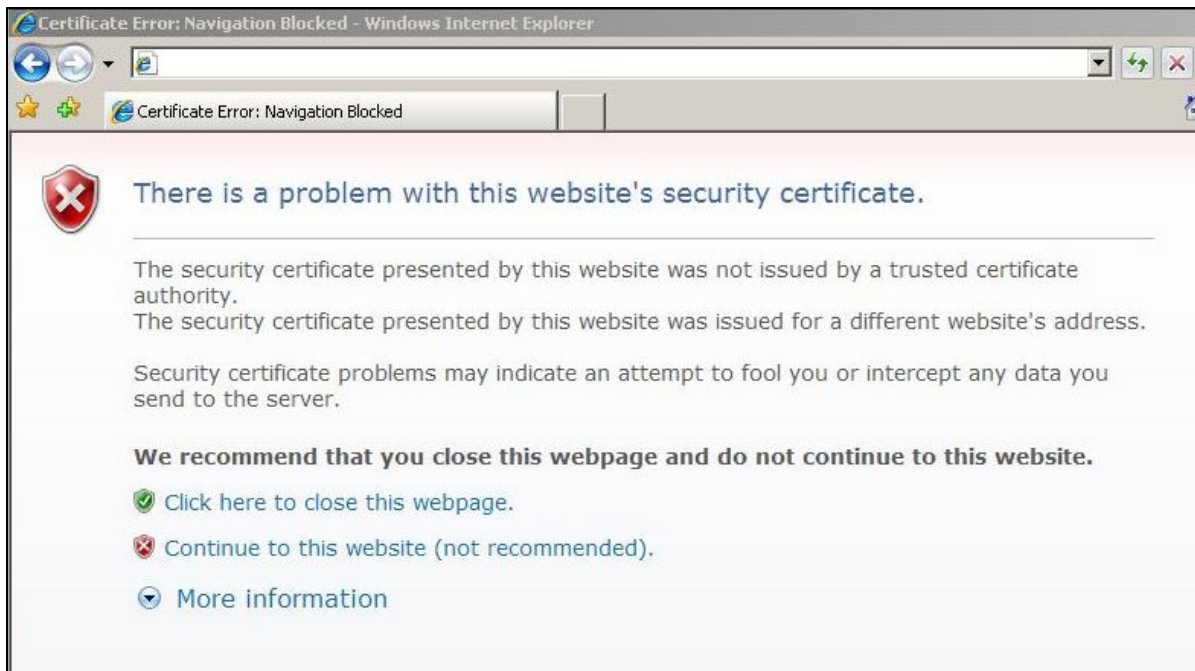 Certificate Error: Navigation Blocked - Windows Internet Explorer
Certificate Error: Navigation Blocked
There is a problem with this website's security certificate.
The security certificate presented by this website was not issued by a trusted certificate
authority.
The security certificate presented by this website was issued for a different website's address.
Security certificate problems may indicate an attempt to fool you or intercept any data you
send to the server.
We recommend that you close this webpage and do not continue to this website.
Click here to close this webpage.
Continue to this website (not recommended).
More information